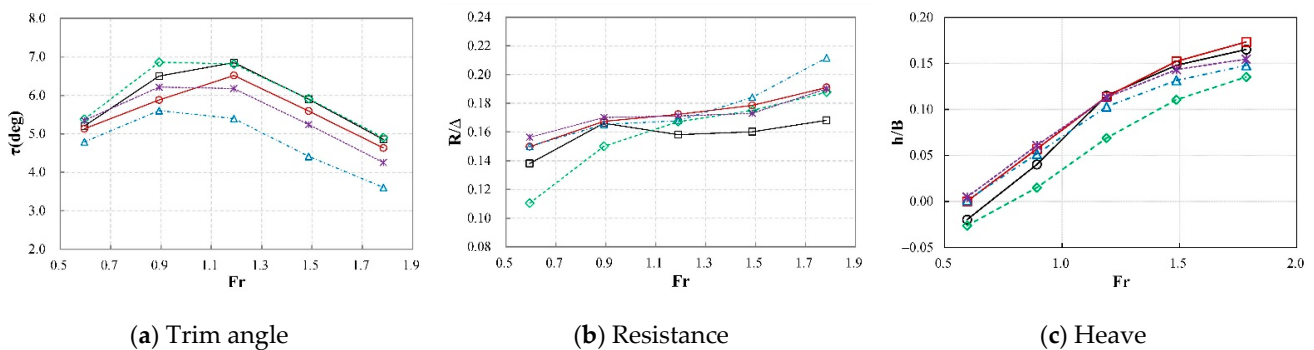 8.0
7.0
6.0
5.0
4.0
3.0
2.0
τ(deg)
0.5 0.7 0.9 1.1 1.3 1.5 1.7 1.9
Fr
(a) Trim angle
0.24
0.22
0.20
0.18
0.16
0.14
0.12
0.10
0.08
R/Δ
0.5 0.7 0.9 1.1 1.3 1.5 1.7 1.9
Fr
(b) Resistance
0.20
0.15
0.10
0.05
0.00
−0.05
h/B
0.5 1.0 1.5 2.0
Fr
(c) Heave